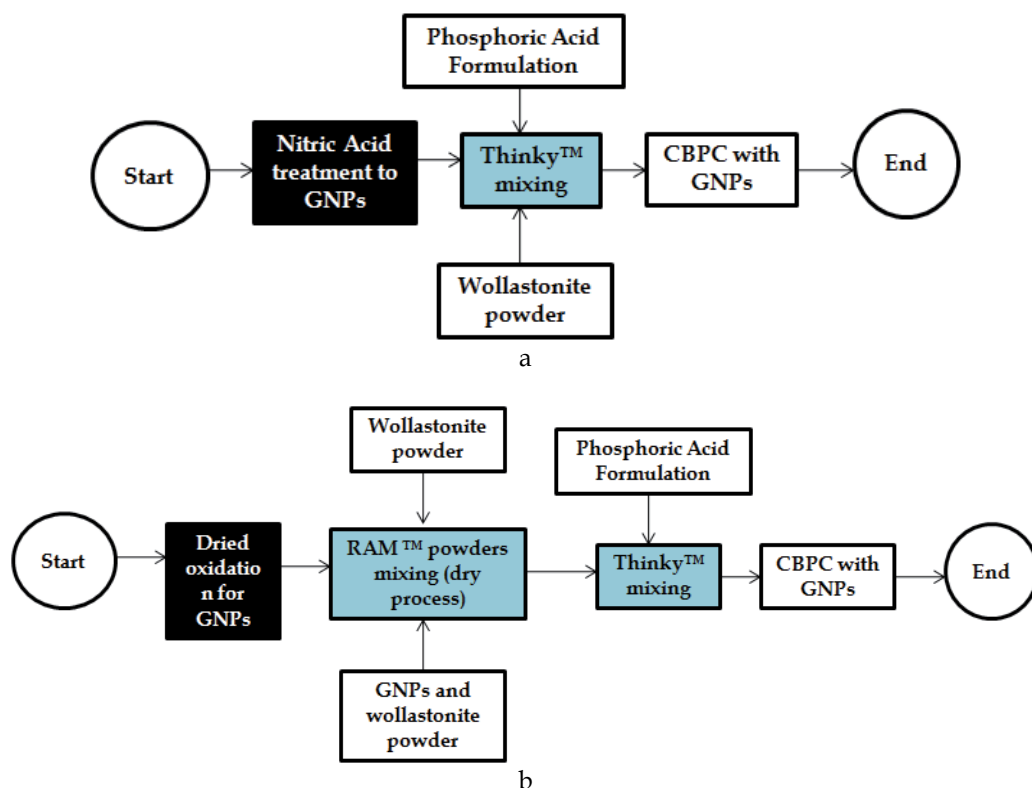 Phosphoric Acid
Formulation
Start
Nitric Acid
treatment to
GNPs
Thinky™
mixing
CBPC with
GNPs
End
Wollastonite
powder
a
Wollastonite
powder
Phosphoric Acid
Formulation
Start
Dried
oxidatio
n for
GNPs
RAM ™ powders
mixing (dry
process)
Thinky™
mixing
CBPC with
GNPs
End
GNPs and
wollastonite
powder
b